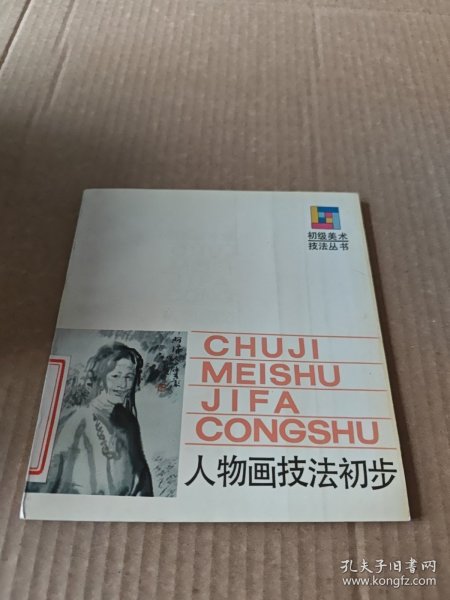 初级美术
技法丛书
CHUJI
MEISHU
JIFA
CONGSHU
人物画技法初步
孔夫子旧书网
www.kongfz.com